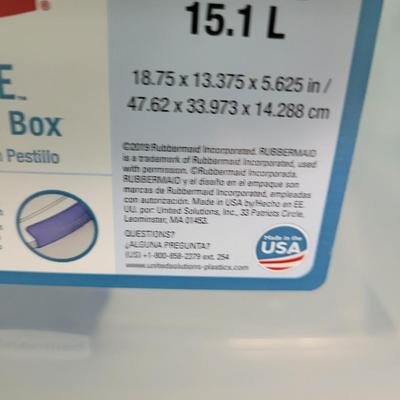 ®
15.1 L
E™
Box
Pestillo
18.75 x 13.375 x 5.625 in /
47.62 x 33.973 x 14.288 cm
©2019 Rubbermaid Incorporated. RUBBERMAID
is a trademark of Rubbermaid Incorporated, used
with permission. ©Rubbermaid Incorporada.
RUBBERMAID y el diseño en el empaque son
marcas de Rubbermaid Incorporated, empleadas
con autorización. Made in USA by/Hecho en EE.
UU. por: United Solutions, Inc., 33 Patriots Circle,
Leominster, MA 01453.
QUESTIONS?
¿ALGUNA PREGUNTA?
(US) +1-800-858-2379 ext. 254
www.unitedsolutions-plastics.com
Made in the
USA